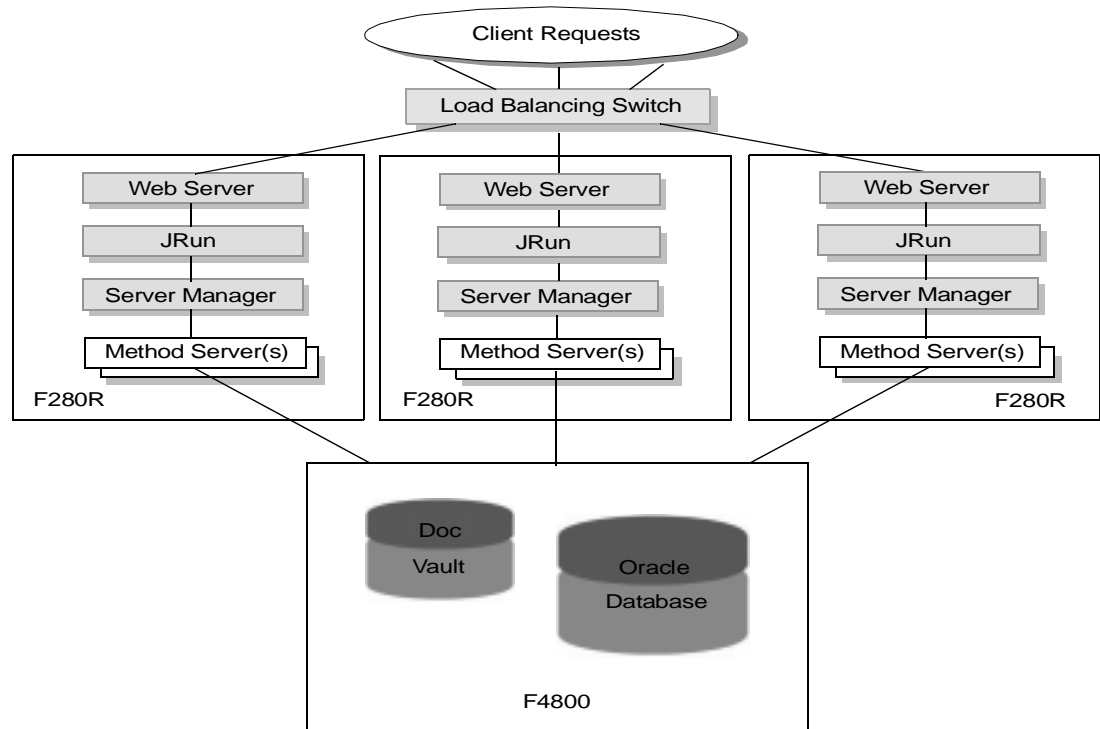 Client Requests
Load Balancing Switch
Web Server
JRun
Server Manager
Method Server(s)
F280R
Web Server
JRun
Server Manager
Method Server(s)
F280R
Web Server
JRun
Server Manager
Method Server(s)
F280R
Doc
Vault
Oracle
Database
F4800